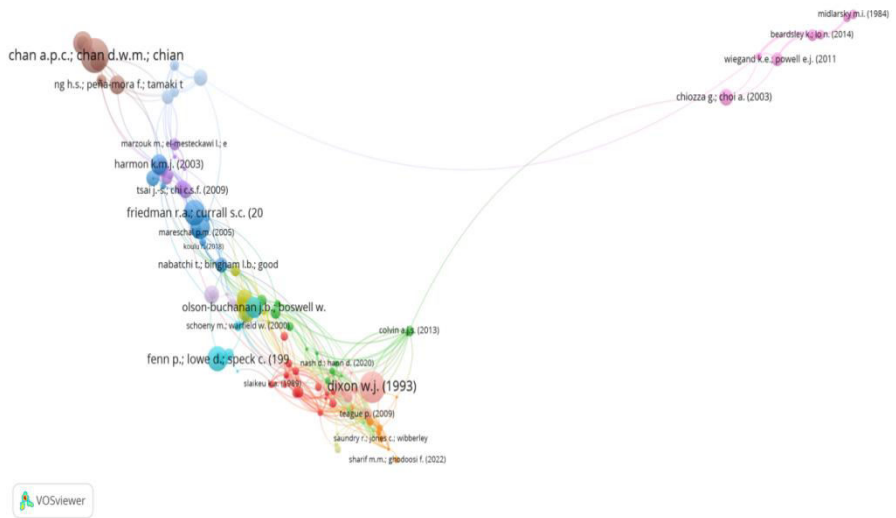 midlarsky m.i. (1984)
beardsley k.; lo n. (2014)
chan a.p.c.; chan d.w.m.; chian
wiegand k.e.; powell e.j. (2011
ng h.s.; peña-mora f.; tamaki t
chiozza g.; choi a. (2003)
marzouk m.; el-mesteckawi l.; e
harmon k.m.j. (2003)
tsai j.-s.; chi c.s.f. (2009)
friedman r.a.; currall s.c. (20
mareschal p.m. (2005)
nabatchi t.; bingham l.b.; good
olson-buchanan j.b.; boswell w.
schoeny m.; warfield w. (2000)
colvin a.j.s. (2013)
fenn p.; lowe d.; speck c. (199
nash d.; hann d. (2020)
slaikeu k.a. (1989)
dixon w.j. (1993)
teague p. (2009)
saundry r.; jones c.; wibberley
sharif m.m.; ghodoosi f. (2022)
VOSviewer